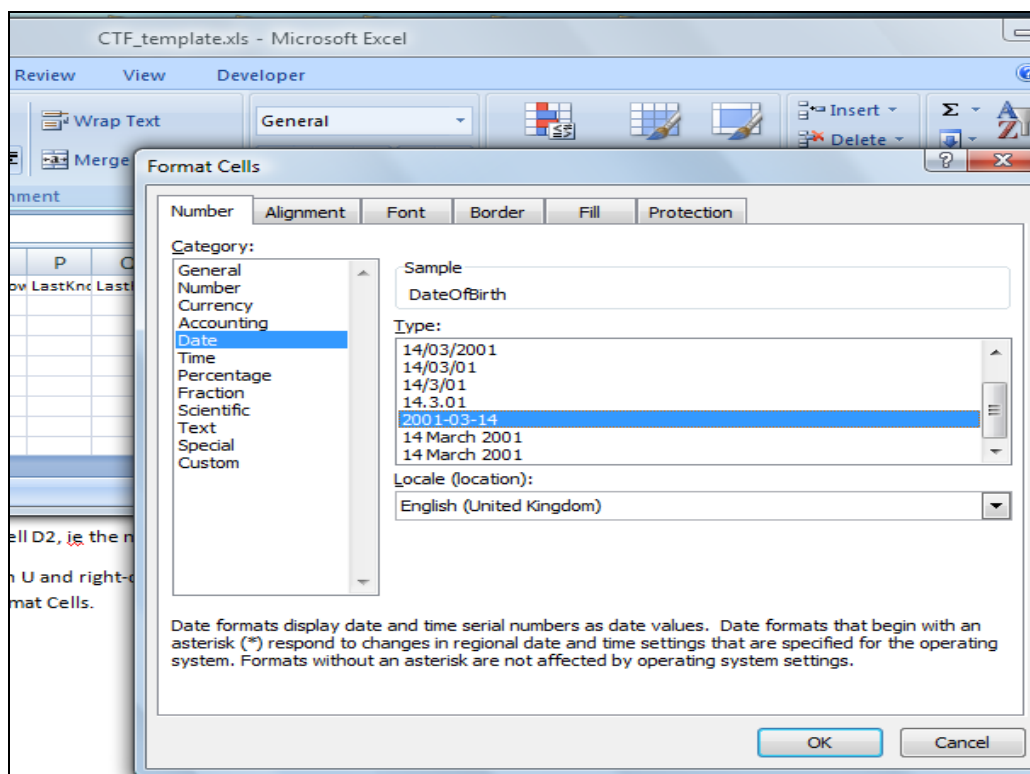 CTF_template.xls - Microsoft Excel
Review View Developer
Wrap Text General Σ Insert
Merge Delete
Format Cells
nment
Number Alignment Font Border Fill Protection
Category:
P
LastKnc
General
Number
Currency
Accounting
Date
Time
Percentage
Fraction
Scientific
Text
Special
Custom
Sample
DateOfBirth
Type:
14/03/2001
14/03/01
14/3/01
14.3.01
2001-03-14
14 March 2001
14 March 2001
Locale (location):
English (United Kingdom)
ell D2, ie the n
n U and right-c
mat Cells.
Date formats display date and time serial numbers as date values. Date formats that begin with an
asterisk (*) respond to changes in regional date and time settings that are specified for the operating
system. Formats without an asterisk are not affected by operating system settings.
OK Cancel